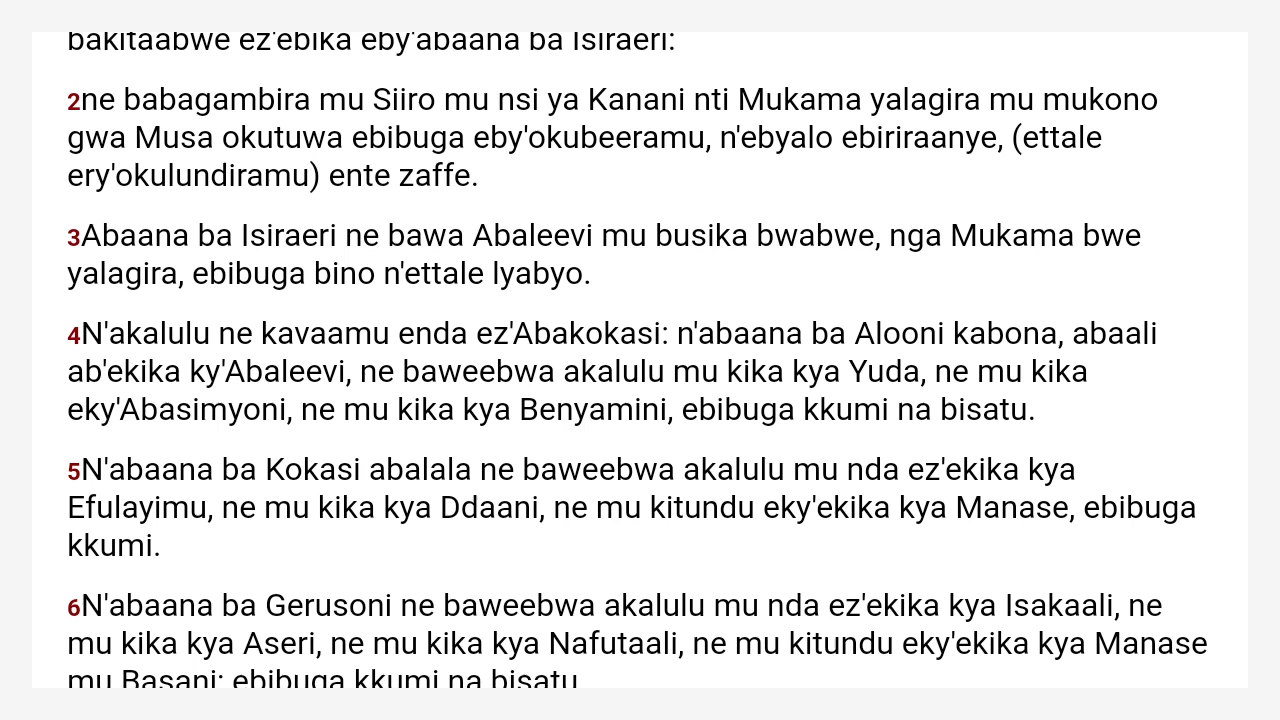 bakitaabwe ez'ebika eby'abaana ba Isiraeri:
2ne babagambira mu Siiro mu nsi ya Kanani nti Mukama yalagira mu mukono
gwa Musa okutuwa ebibuga eby'okubeeramu, n'ebyalo ebiriraanye, (ettale
ery'okulundiramu) ente zaffe.
3Abaana ba Isiraeri ne bawa Abaleevi mu busika bwabwe, nga Mukama bwe
yalagira, ebibuga bino n'ettale lyabyo.
4N'akalulu ne kavaamu enda ez'Abakokasi: n'abaana ba Alooni kabona, abaali
ab'ekika ky'Abaleevi, ne baweebwa akalulu mu kika kya Yuda, ne mu kika
eky'Abasimyoni, ne mu kika kya Benyamini, ebibuga kkumi na bisatu.
5N'abaana ba Kokasi abalala ne baweebwa akalulu mu nda ez'ekika kya
Efulayimu, ne mu kika kya Ddaani, ne mu kitundu eky'ekika kya Manase, ebibuga
kkumi.
6N'abaana ba Gerusoni ne baweebwa akalulu mu nda ez'ekika kya Isakaali, ne
mu kika kya Aseri, ne mu kika kya Nafutaali, ne mu kitundu eky'ekika kya Manase
mu Basani; ebibuga kkumi na bisatu.